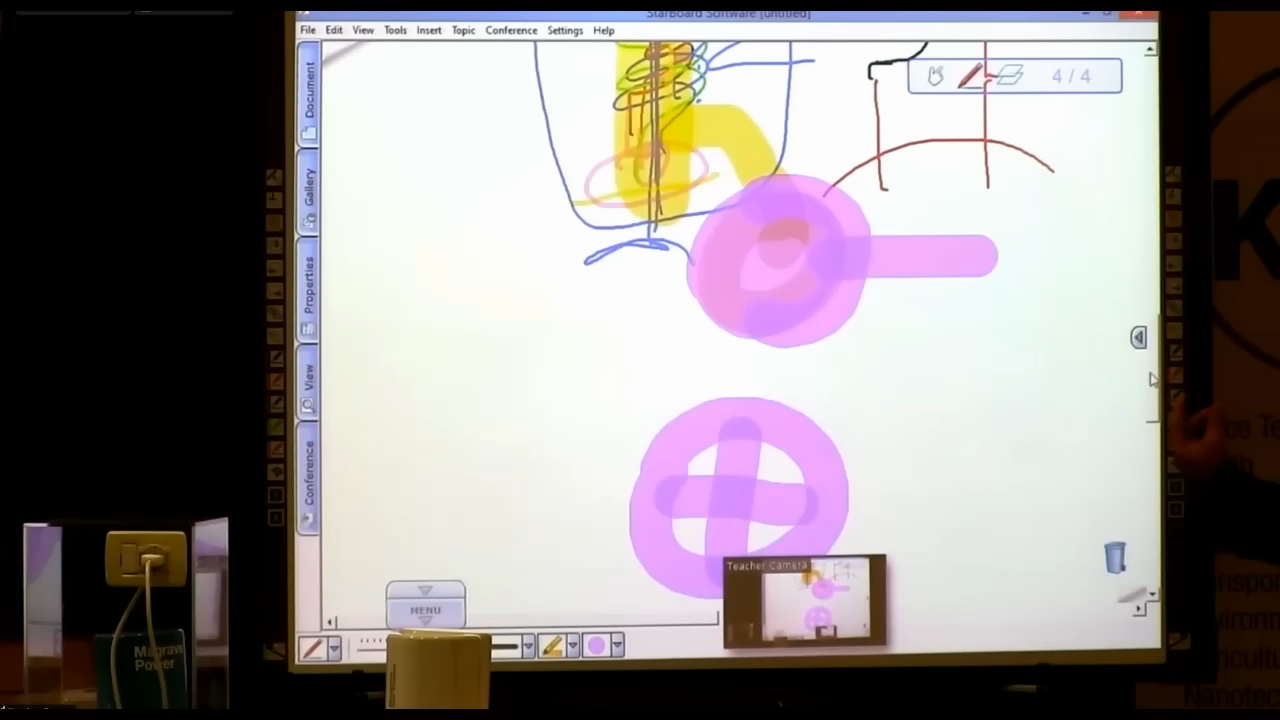 StarBoard Software [untitled]
File Edit View Tools Insert Topic Conference Settings Help
4 / 4
Document
Gallery
Properties
View
Conference
Teacher Camera
MENU
Magrav
Power
K